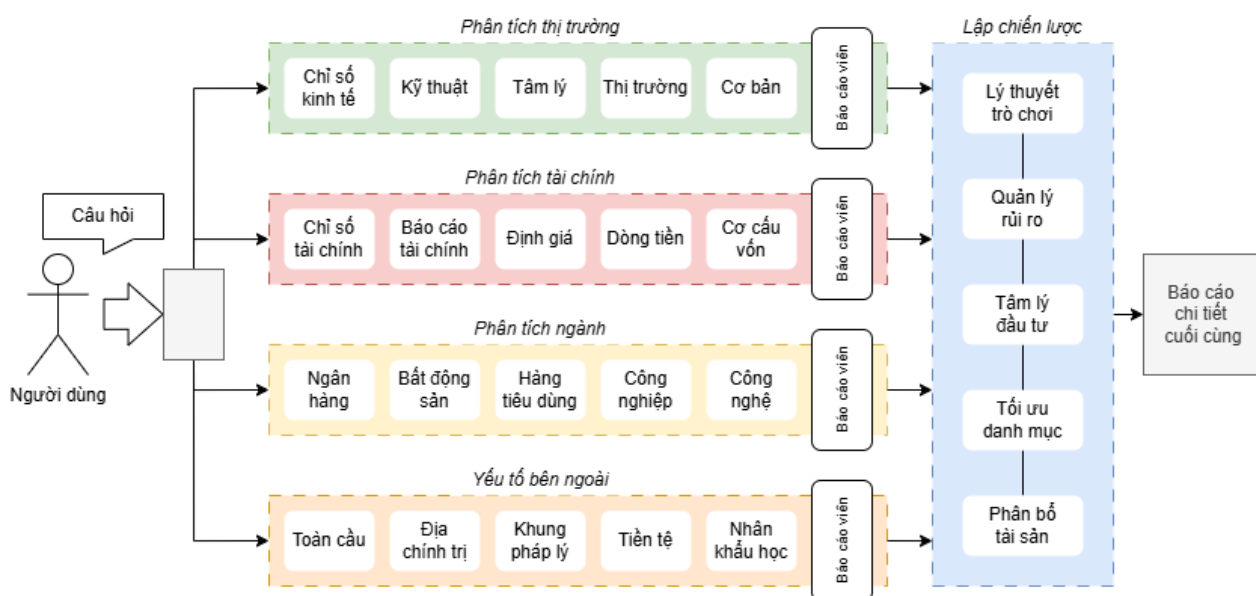 Phân tích thị trường
Chỉ số
kinh tế
Kỹ thuật
Tâm lý
Thị trường
Cơ bản
Báo cáo viên
Phân tích tài chính
Chỉ số
tài chính
Báo cáo
tài chính
Định giá
Dòng tiền
Cơ cấu
vốn
Báo cáo viên
Câu hỏi
Người dùng
Phân tích ngành
Ngân
hàng
Bất động
sản
Hàng
tiêu dùng
Công
nghiệp
Công
nghệ
Báo cáo viên
Yếu tố bên ngoài
Toàn cầu
Địa
chính trị
Khung
pháp lý
Tiền tệ
Nhân
khẩu học
Báo cáo viên
Lập chiến lược
Lý thuyết
trò chơi
Quản lý
rủi ro
Tâm lý
đầu tư
Tối ưu
danh mục
Phân bổ
tài sản
Báo cáo
chi tiết
cuối cùng